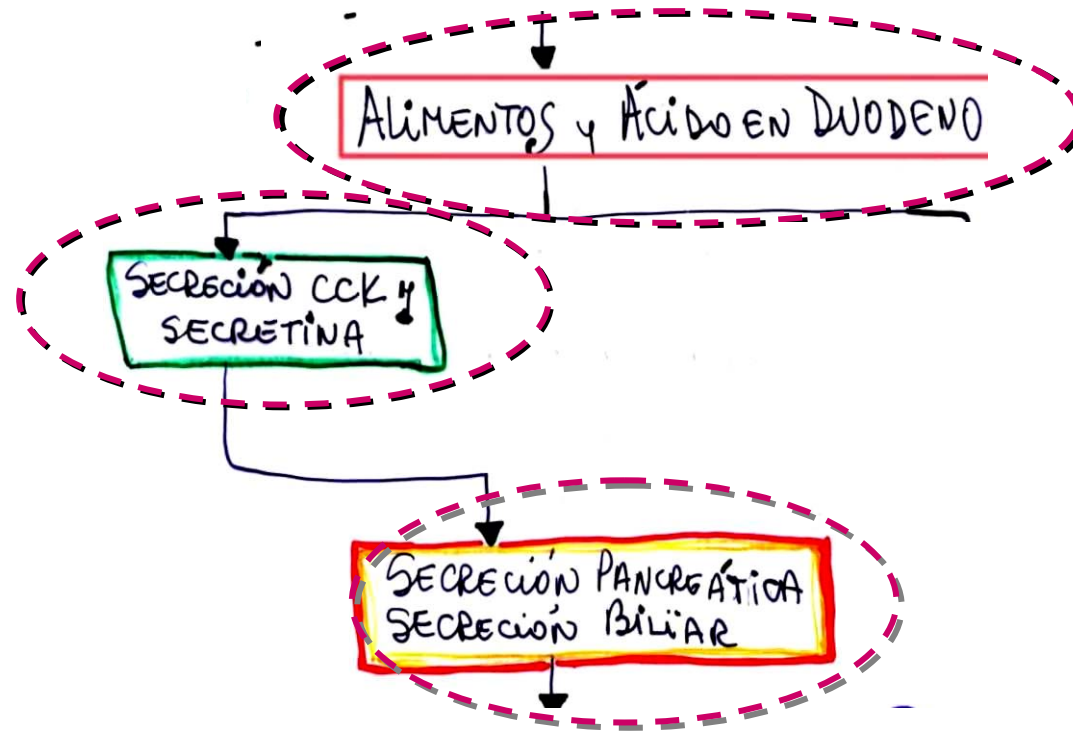 ALIMENTOS y ÁCIDO EN DUODENO
SECRECIÓN CCK y
SECRETINA
SECRECIÓN PANCREÁTICA
SECRECIÓN BILIAR